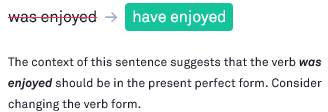 was enjoyed → have enjoyed
The context of this sentence suggests that the verb was
enjoyed should be in the present perfect form. Consider
changing the verb form.